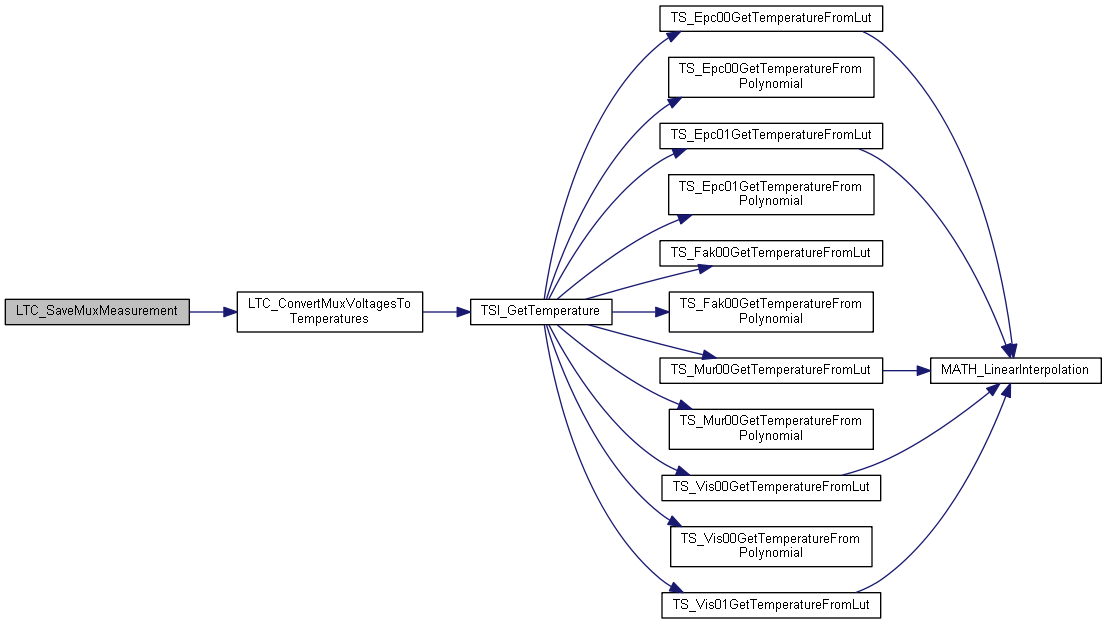 TS_Epc00GetTemperatureFromLut
TS_Epc00GetTemperatureFrom
Polynomial
TS_Epc01GetTemperatureFromLut
TS_Epc01GetTemperatureFrom
Polynomial
TS_Fak00GetTemperatureFromLut
LTC_SaveMuxMeasurement
LTC_ConvertMuxVoltagesTo
Temperatures
TSI_GetTemperature
TS_Fak00GetTemperatureFrom
Polynomial
TS_Mur00GetTemperatureFromLut
MATH_LinearInterpolation
TS_Mur00GetTemperatureFrom
Polynomial
TS_Vis00GetTemperatureFromLut
TS_Vis00GetTemperatureFrom
Polynomial
TS_Vis01GetTemperatureFromLut